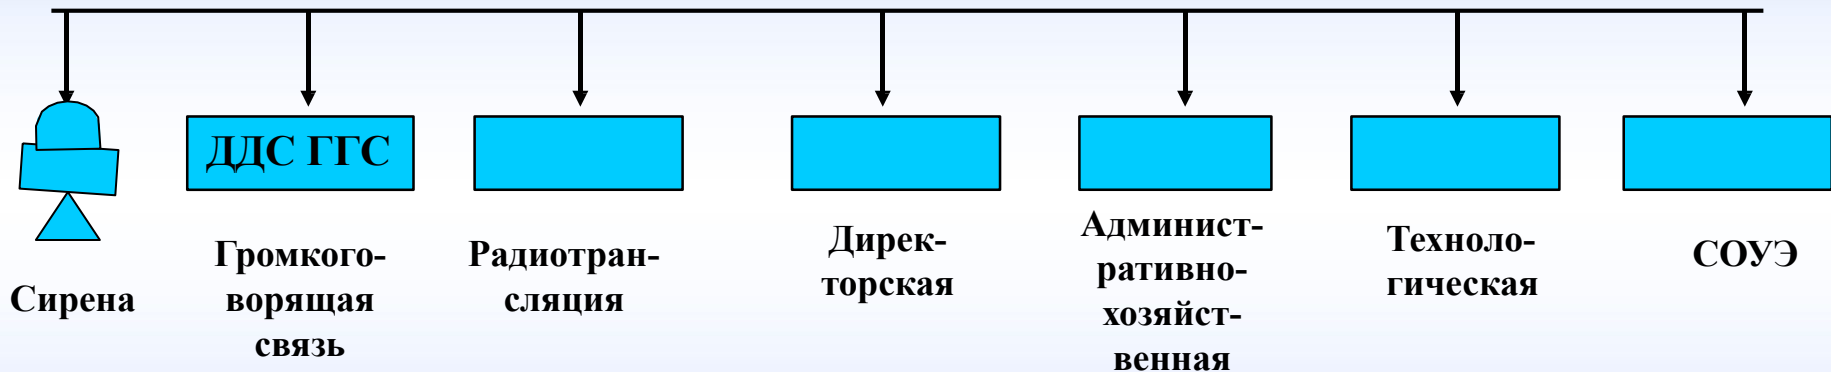 ДДС ГГС
Сирена
Громкого-
ворящая
связь
Радиотран-
сляция
Дирек-
торская
Админист-
ративно-
хозяйст-
венная
Техноло-
гическая
СОУЭ